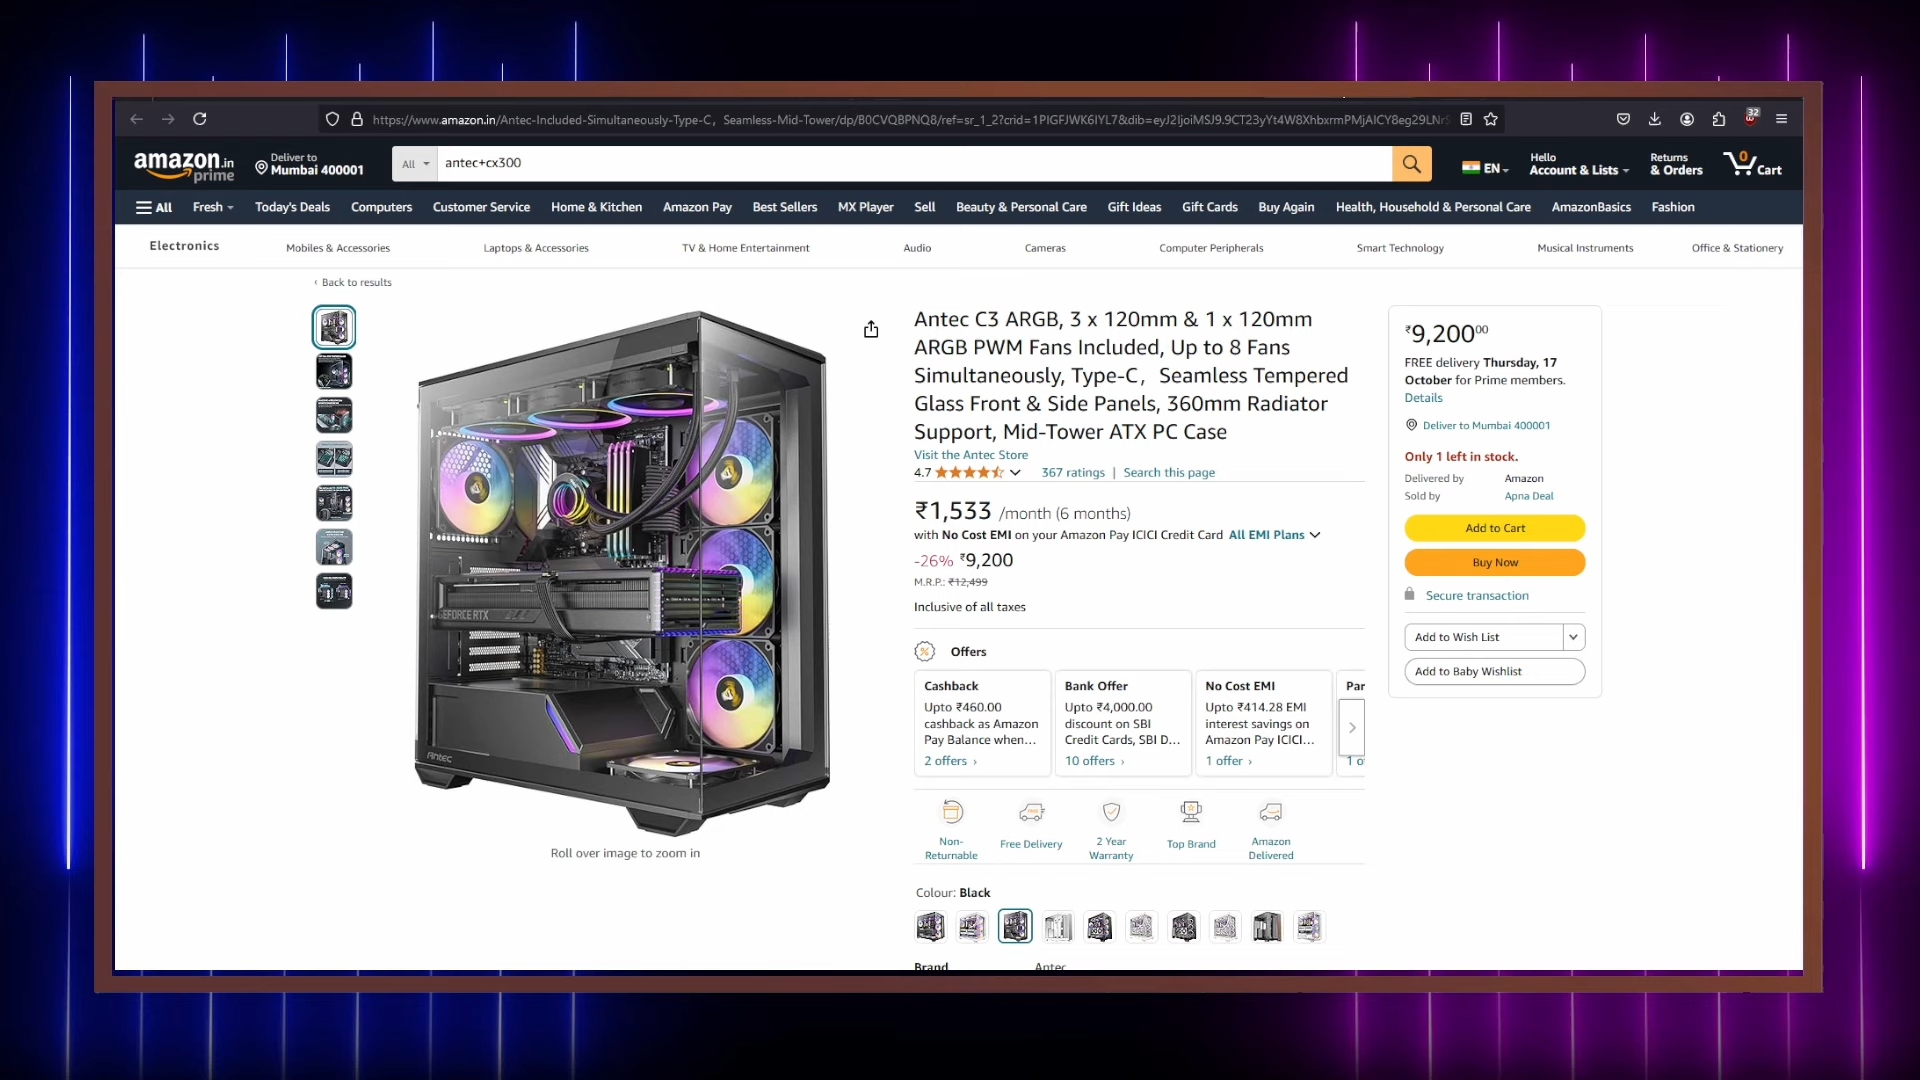 https://www.amazon.in/Antec-Included-Simultaneously-Type-C，Seamless-Mid-Tower/dp/B0CVQBPNQ8/ref=sr_1_2?crid=1PIGFJWK6IYL7&dib=eyJ2IjoiMSJ9.9CT23yYt4W8XhbxrmPMjAICY8eg29LNrS
32
amazon.in
prime
Deliver to
Mumbai 400001
All
antec+cx300
EN
Hello
Account & Lists
Returns
& Orders
0
Cart
All
Fresh
Today's Deals
Computers
Customer Service
Home & Kitchen
Amazon Pay
Best Sellers
MX Player
Sell
Beauty & Personal Care
Gift Ideas
Gift Cards
Buy Again
Health, Household & Personal Care
AmazonBasics
Fashion
Electronics
Mobiles & Accessories
Laptops & Accessories
TV & Home Entertainment
Audio
Cameras
Computer Peripherals
Smart Technology
Musical Instruments
Office & Stationery
‹ Back to results
GEFORCE RTX
Antec
Roll over image to zoom in
Antec C3 ARGB, 3 x 120mm & 1 x 120mm
ARGB PWM Fans Included, Up to 8 Fans
Simultaneously, Type-C，Seamless Tempered
Glass Front & Side Panels, 360mm Radiator
Support, Mid-Tower ATX PC Case
Visit the Antec Store
4.7
367 ratings | Search this page
₹1,533 /month (6 months)
with No Cost EMI on your Amazon Pay ICICI Credit Card All EMI Plans
-26% ₹9,200
M.R.P.: ₹12,499
Inclusive of all taxes
Offers
Cashback
Upto ₹460.00
cashback as Amazon
Pay Balance when…
2 offers ›
Bank Offer
Upto ₹4,000.00
discount on SBI
Credit Cards, SBI D…
10 offers ›
No Cost EMI
Upto ₹414.28 EMI
interest savings on
Amazon Pay ICICI…
1 offer ›
Par
1 o
Non-
Returnable
Free Delivery
2 Year
Warranty
Top Brand
Amazon
Delivered
Colour: Black
Brand
Antec
₹9,200⁰⁰
FREE delivery Thursday, 17
October for Prime members.
Details
Deliver to Mumbai 400001
Only 1 left in stock.
Delivered by Amazon
Sold by Apna Deal
Add to Cart
Buy Now
Secure transaction
Add to Wish List
Add to Baby Wishlist